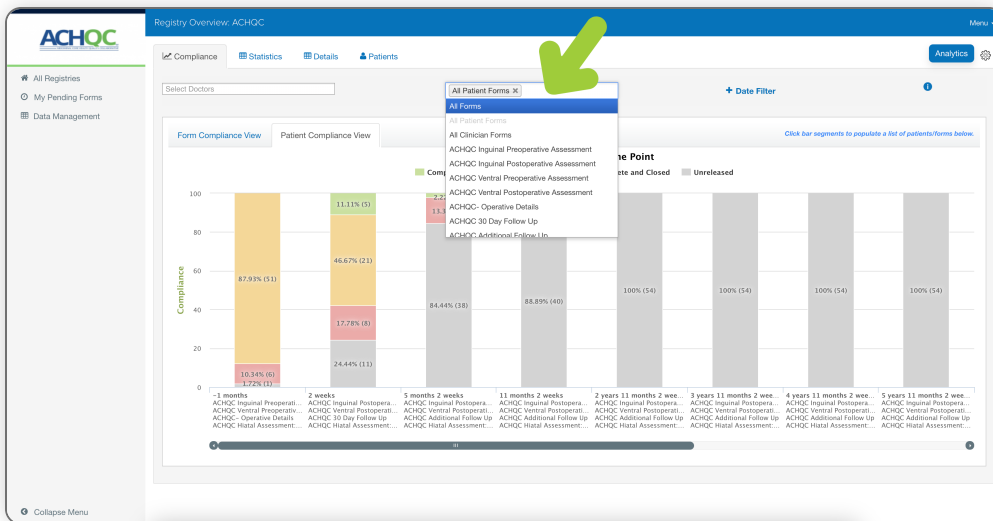 Registry Overview: ACHQC
Menu
ACHQC
Compliance
Statistics
Details
Patients
Analytics
All Registries
My Pending Forms
Data Management
Select Doctors
All Patient Forms ×
+ Date Filter
All Forms
All Patient Forms
All Clinician Forms
ACHQC Inguinal Preoperative Assessment
ACHQC Inguinal Postoperative Assessment
ACHQC Ventral Preoperative Assessment
ACHQC Ventral Postoperative Assessment
ACHQC- Operative Details
ACHQC 30 Day Follow Up
ACHQC Additional Follow Up
Form Compliance View
Patient Compliance View
Click bar segments to populate a list of patients/forms below.
Point
Comp
and Closed
Unreleased
Compliance
100
80
60
40
20
0
87.93% (51)
10.34% (6)
1.72% (1)
11.11% (5)
46.67% (21)
17.78% (8)
24.44% (11)
2.22
13.3
84.44% (38)
88.89% (40)
100% (54)
100% (54)
100% (54)
100% (54)
−1 months
ACHQC Inguinal Preoperati...
ACHQC Ventral Preoperativ...
ACHQC- Operative Details
ACHQC Hiatal Assessment:...
2 weeks
ACHQC Inguinal Postopera...
ACHQC 30 Day Follow Up
ACHQC Ventral Postoperati...
ACHQC Hiatal Assessment:...
5 months 2 weeks
ACHQC Inguinal Postopera...
ACHQC Ventral Postoperati...
ACHQC Additional Follow Up
ACHQC Hiatal Assessment:...
11 months 2 weeks
ACHQC Inguinal Postopera...
ACHQC Ventral Postoperati...
ACHQC Additional Follow Up
ACHQC Hiatal Assessment:...
2 years 11 months 2 wee...
ACHQC Inguinal Postopera...
ACHQC Ventral Postoperati...
ACHQC Additional Follow Up
ACHQC Hiatal Assessment:...
3 years 11 months 2 wee...
ACHQC Inguinal Postopera...
ACHQC Ventral Postoperati...
ACHQC Additional Follow Up
ACHQC Hiatal Assessment:...
4 years 11 months 2 wee...
ACHQC Inguinal Postopera...
ACHQC Ventral Postoperati...
ACHQC Additional Follow Up
ACHQC Hiatal Assessment:...
5 years 11 months 2 wee...
ACHQC Inguinal Postopera...
ACHQC Ventral Postoperati...
ACHQC Additional Follow Up
ACHQC Hiatal Assessment:...
Collapse Menu